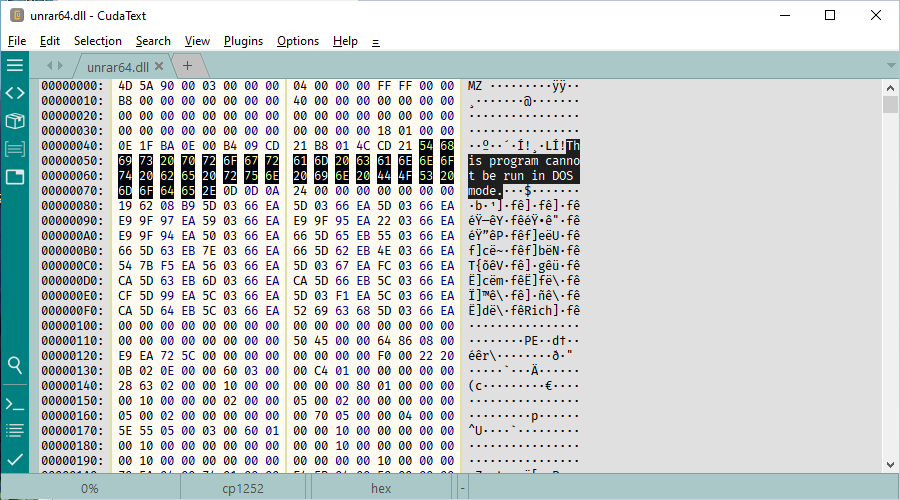 unrar64.dll - CudaText
File Edit Selection Search View Plugins Options Help =
unrar64.dll × +
00000000: 4D 5A 90 00 03 00 00 00 04 00 00 00 FF FF 00 00 MZ·········ÿÿ··
00000010: B8 00 00 00 00 00 00 00 40 00 00 00 00 00 00 00 ¸·······@·······
00000020: 00 00 00 00 00 00 00 00 00 00 00 00 00 00 00 00 ················
00000030: 00 00 00 00 00 00 00 00 00 00 00 00 18 01 00 00 ················
00000040: 0E 1F BA 0E 00 B4 09 CD 21 B8 01 4C CD 21 54 68 ··º··´·Í!¸·LÍ!Th
00000050: 69 73 20 70 72 6F 67 72 61 6D 20 63 61 6E 6E 6F is program canno
00000060: 74 20 62 65 20 72 75 6E 20 69 6E 20 44 4F 53 20 t be run in DOS
00000070: 6D 6F 64 65 2E 0D 0D 0A 24 00 00 00 00 00 00 00 mode.···$·······
00000080: 19 62 08 B9 5D 03 66 EA 5D 03 66 EA 5D 03 66 EA ·b·¹]·fê]·fê]·fê
00000090: E9 9F 97 EA 59 03 66 EA E9 9F 95 EA 22 03 66 EA éŸ—êY·fêéŸ•ê"·fê
000000A0: E9 9F 94 EA 50 03 66 EA 66 5D 65 EB 55 03 66 EA éŸ”êP·fêf]eëU·fê
000000B0: 66 5D 63 EB 7E 03 66 EA 66 5D 62 EB 4E 03 66 EA f]cë~·fêf]bëN·fê
000000C0: 54 7B F5 EA 56 03 66 EA 5D 03 67 EA FC 03 66 EA T{õêV·fê]·gêü·fê
000000D0: CA 5D 63 EB 6D 03 66 EA CA 5D 66 EB 5C 03 66 EA Ê]cëm·fêÊ]fë\·fê
000000E0: CF 5D 99 EA 5C 03 66 EA 5D 03 F1 EA 5C 03 66 EA Ï]™ê\·fê]·ñê\·fê
000000F0: CA 5D 64 EB 5C 03 66 EA 52 69 63 68 5D 03 66 EA Ê]dë\·fêRich]·fê
00000100: 00 00 00 00 00 00 00 00 00 00 00 00 00 00 00 00 ················
00000110: 00 00 00 00 00 00 00 00 50 45 00 00 64 86 08 00 ········PE··d†··
00000120: E9 EA 72 5C 00 00 00 00 00 00 00 00 F0 00 22 20 éêr\········ð·"
00000130: 0B 02 0E 00 00 60 03 00 00 C4 01 00 00 00 00 00 ·····`···Ä······
00000140: 28 63 02 00 00 10 00 00 00 00 00 80 01 00 00 00 (c·········€····
00000150: 00 10 00 00 00 02 00 00 05 00 02 00 00 00 00 00 ················
00000160: 05 00 02 00 00 00 00 00 00 70 05 00 00 04 00 00 ·········p······
00000170: 5E 55 05 00 03 00 60 01 00 00 10 00 00 00 00 00 ^U····`·········
00000180: 00 10 00 00 00 00 00 00 00 00 10 00 00 00 00 00 ················
00000190: 00 10 00 00 00 00 00 00 00 00 00 00 10 00 00 00 ················
0% cp1252 hex -